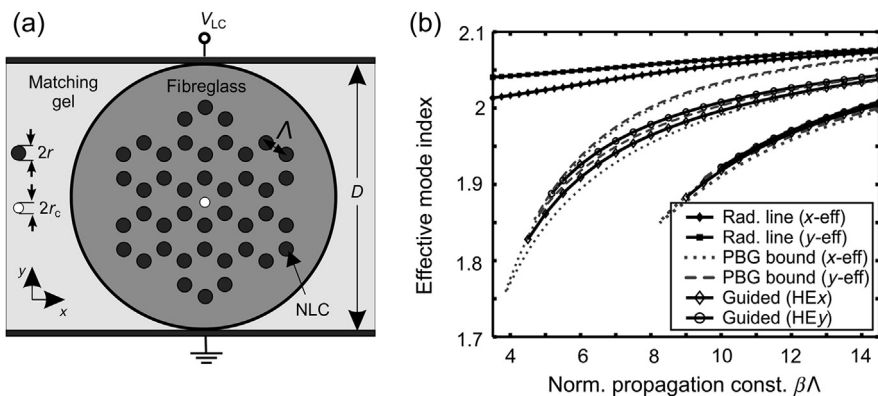 (a)
V_LC
Matching
gel
Fibreglass
Λ
2r
2r_c
D
y
x
NLC
(b)
Effective mode index
2.1
2
1.9
1.8
1.7
Rad. line (x-eff)
Rad. line (y-eff)
PBG bound (x-eff)
PBG bound (y-eff)
Guided (HEx)
Guided (HEy)
4 6 8 10 12 14
Norm. propagation const. βΛ